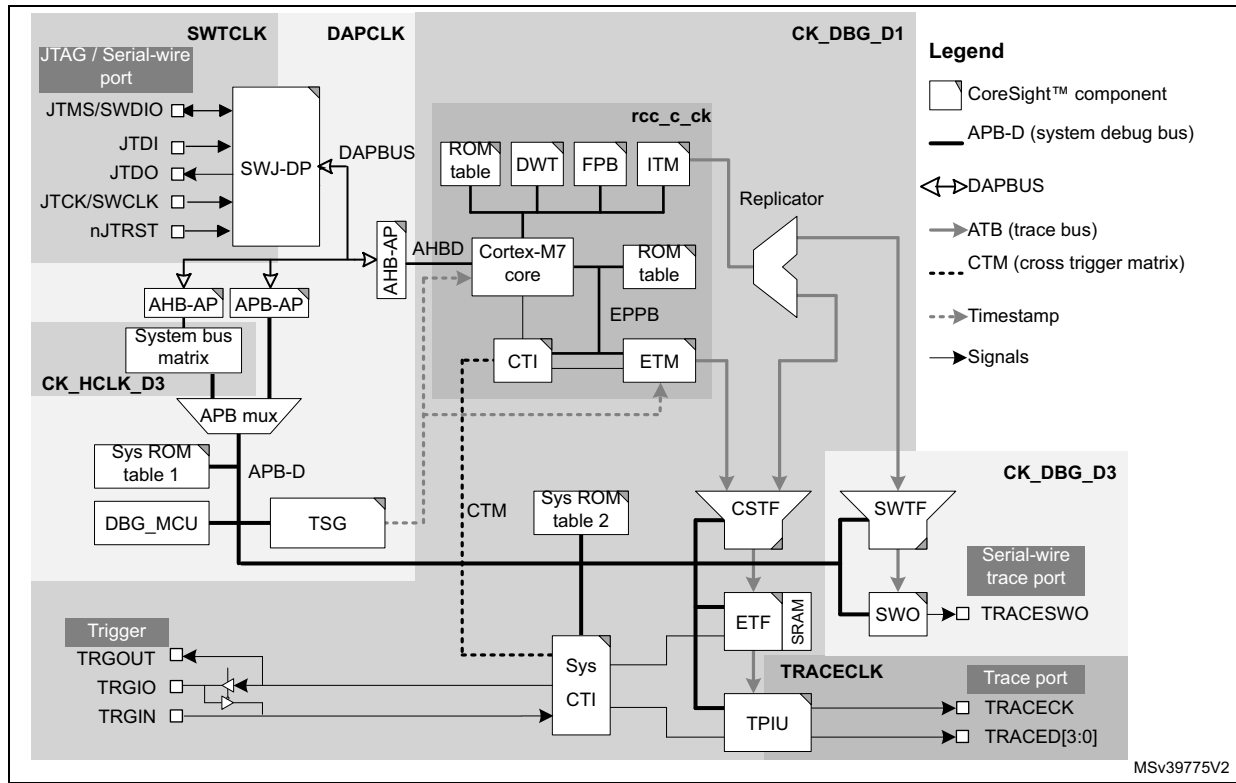 SWTCLK
DAPCLK
CK_DBG_D1
JTAG / Serial-wire
port
JTMS/SWDIO
JTDI
JTDO
JTCK/SWCLK
nJTRST
SWJ-DP
DAPBUS
rcc_c_ck
ROM
table
DWT
FPB
ITM
Replicator
AHB-AP
AHBD
Cortex-M7
core
ROM
table
EPPB
CTI
ETM
AHB-AP
APB-AP
System bus
matrix
CK_HCLK_D3
APB mux
Sys ROM
table 1
APB-D
DBG_MCU
TSG
CTM
Sys ROM
table 2
CSTF
SWTF
CK_DBG_D3
Serial-wire
trace port
ETF
SRAM
SWO
TRACESWO
Trigger
TRGOUT
TRGIO
TRGIN
Sys
CTI
TRACECLK
TPIU
Trace port
TRACECK
TRACED[3:0]
Legend
CoreSight™ component
APB-D (system debug bus)
DAPBUS
ATB (trace bus)
CTM (cross trigger matrix)
Timestamp
Signals
MSv39775V2